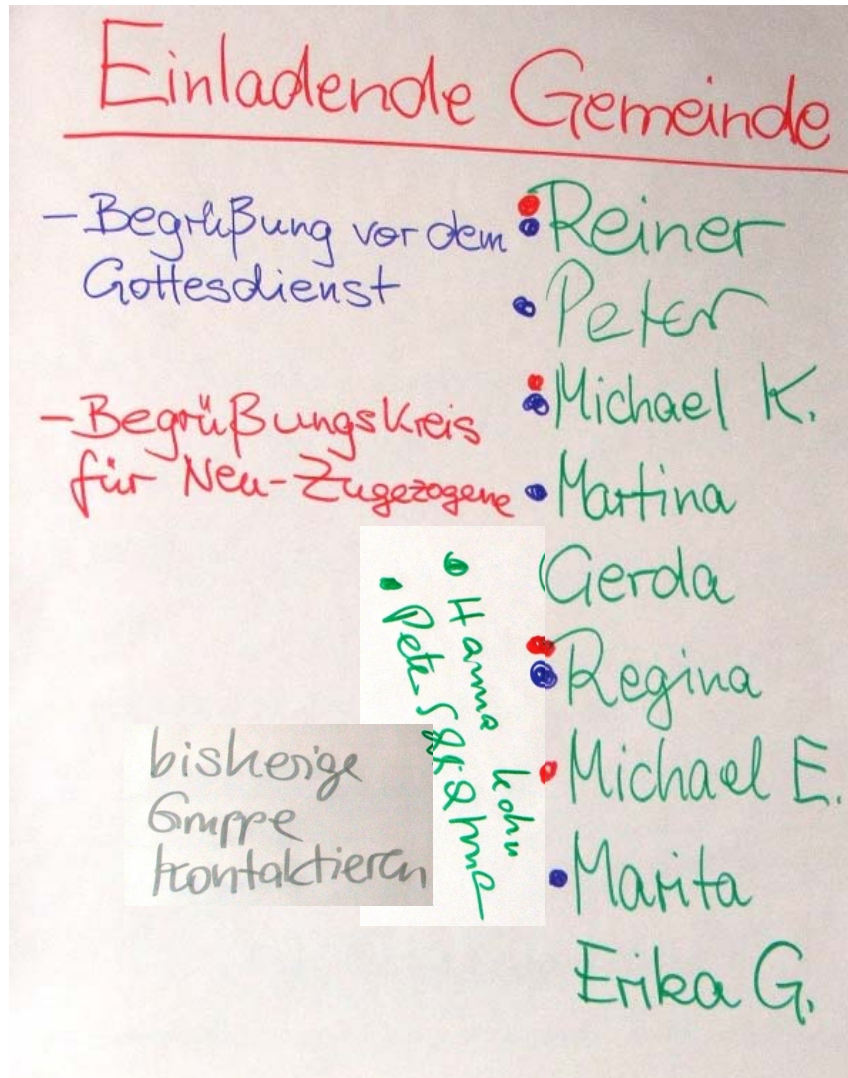 Einladende Gemeinde
- Begrüßung vor dem
Gottesdienst
- Begrüßungskreis
für Neu-Zugezogene
Reiner
Peter
Michael K.
Martina
Gerda
Regina
Michael E.
Marita
Erika G.
• Hanna
• Peter
bisherige
Gruppe
kontaktieren